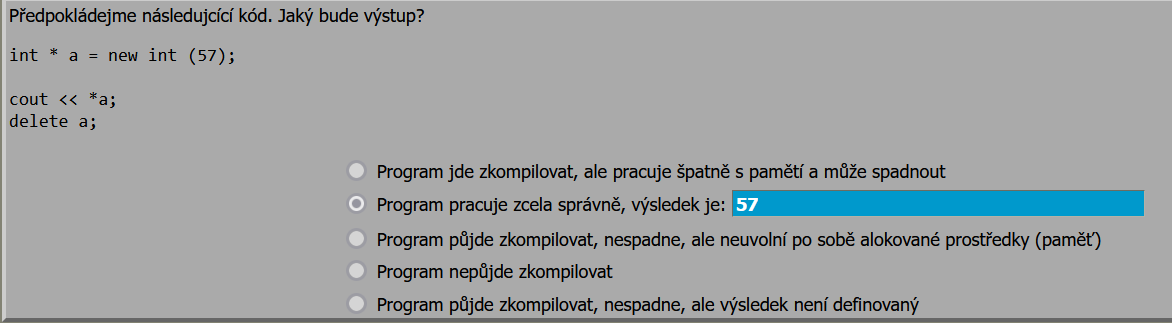 Předpokládejme následujcící kód. Jaký bude výstup?
int * a = new int (57);
cout << *a;
delete a;
Program jde zkompilovat, ale pracuje špatně s pamětí a může spadnout
Program pracuje zcela správně, výsledek je: 57
Program půjde zkompilovat, nespadne, ale neuvolní po sobě alokované prostředky (paměť)
Program nepůjde zkompilovat
Program půjde zkompilovat, nespadne, ale výsledek není definovaný